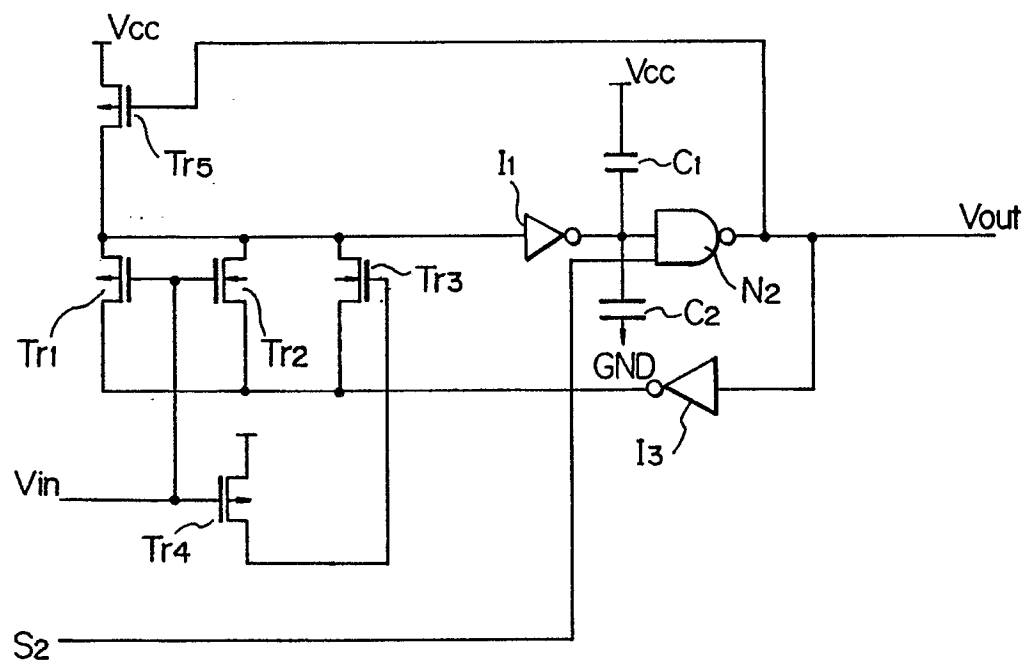 Vcc
Tr5
Vcc
C1
I1
Vout
N2
Tr3
Tr1
Tr2
C2
GND
I3
Vin
Tr4
S2